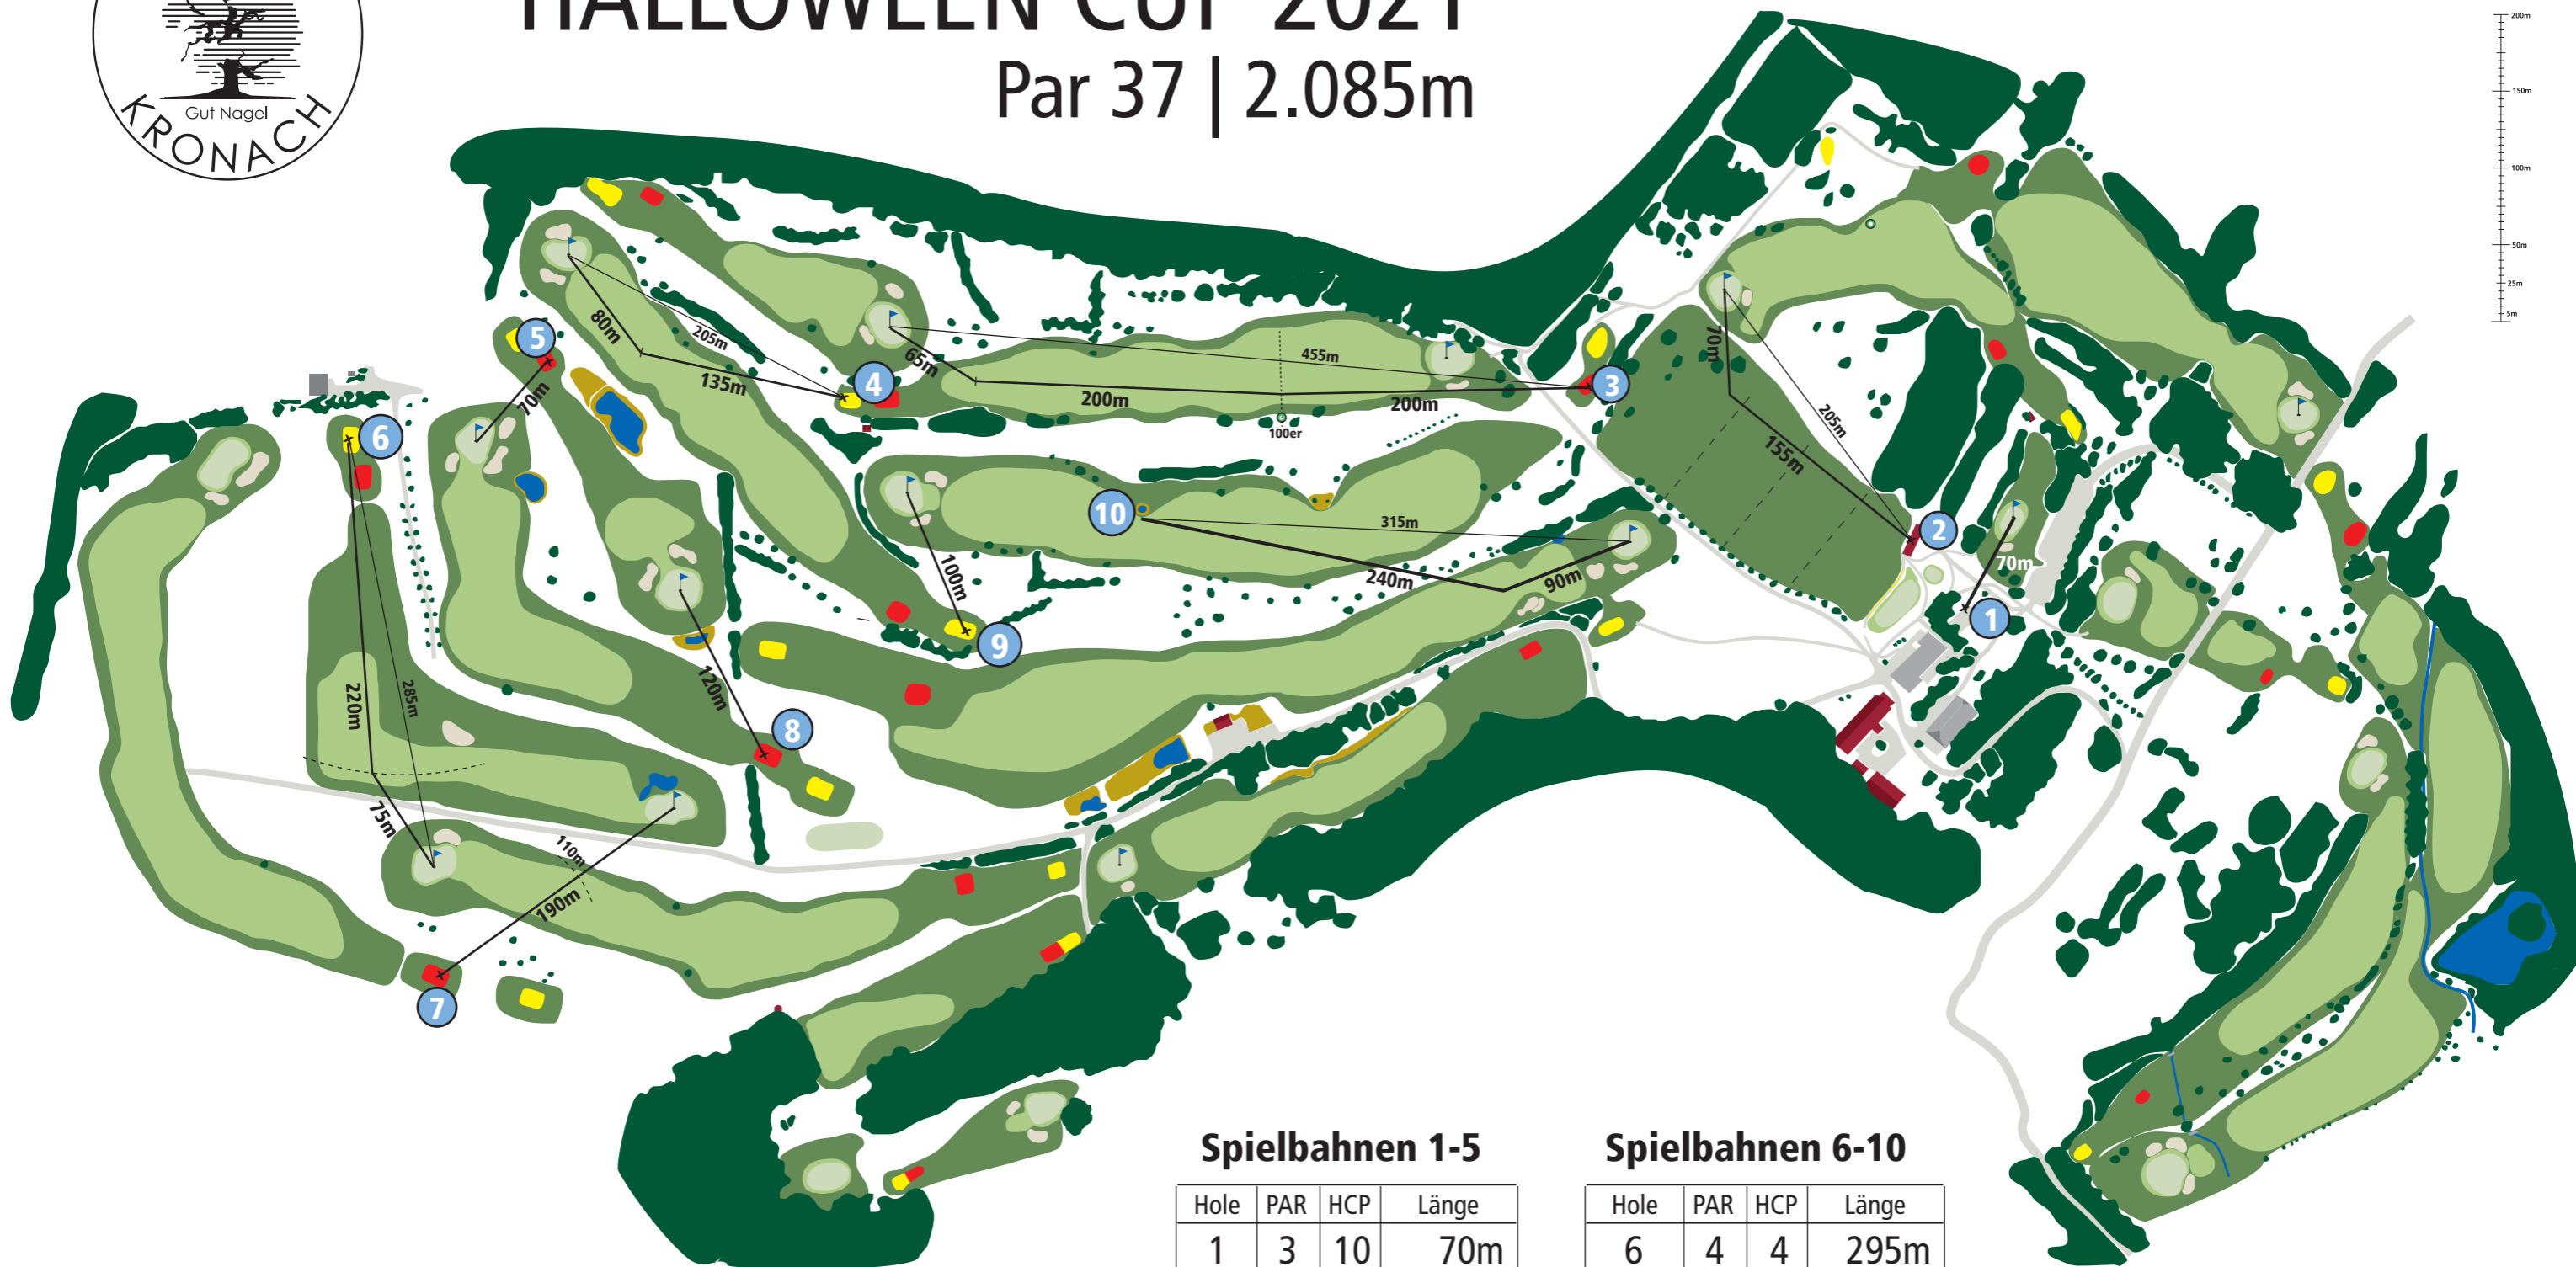 HALLOWEEN CUP 2021
Par 37 | 2.085m
Gut Nagel
KRONACH
200m
150m
100m
50m
25m
5m
5
80m
205m
135m
4
65m
455m
200m
200m
3
100er
70m
205m
155m
70m
6
10
315m
2
240m
90m
70m
1
100m
9
220m
285m
120m
8
75m
110m
190m
7
Spielbahnen 1-5
Hole PAR HCP Länge
1 3 10 70m
Spielbahnen 6-10
Hole PAR HCP Länge
6 4 4 295m